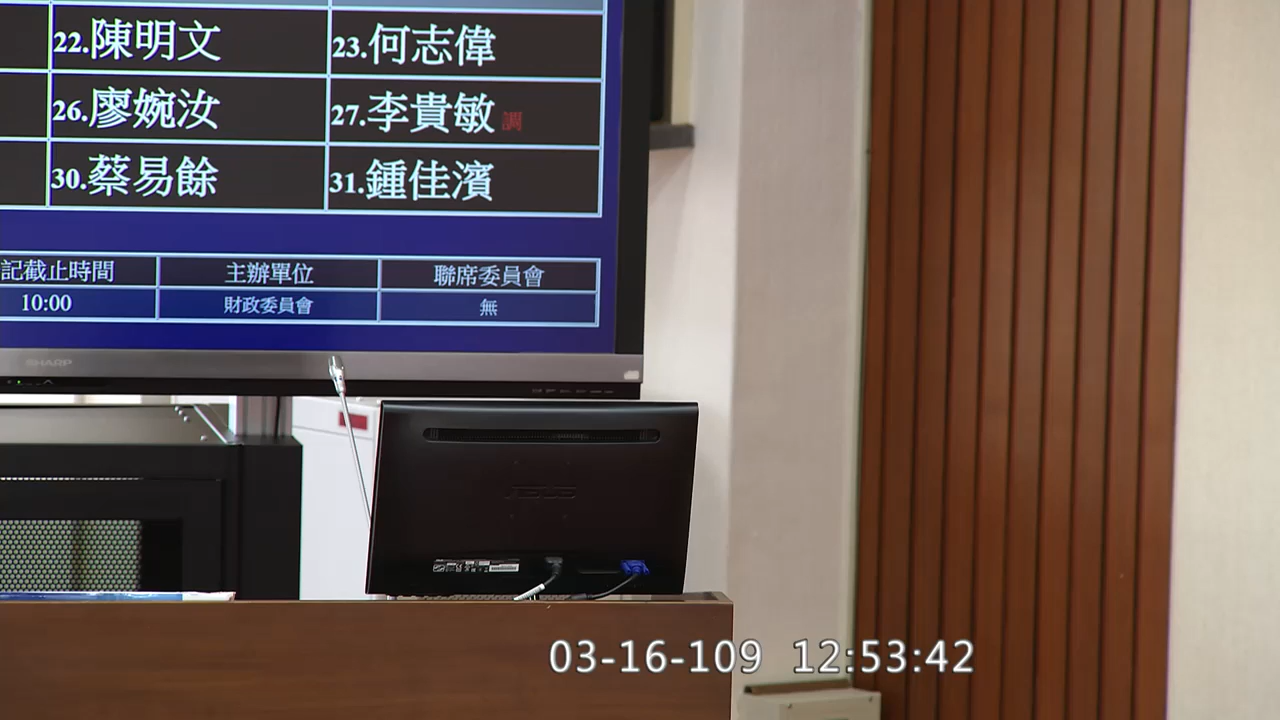 22.陳明文 23.何志偉
26.廖婉汝 27.李貴敏 調
30.蔡易餘 31.鍾佳濱
記截止時間 主辦單位 聯席委員會
10:00 財政委員會 無
SHARP
ASUS
03-16-109 12:53:42